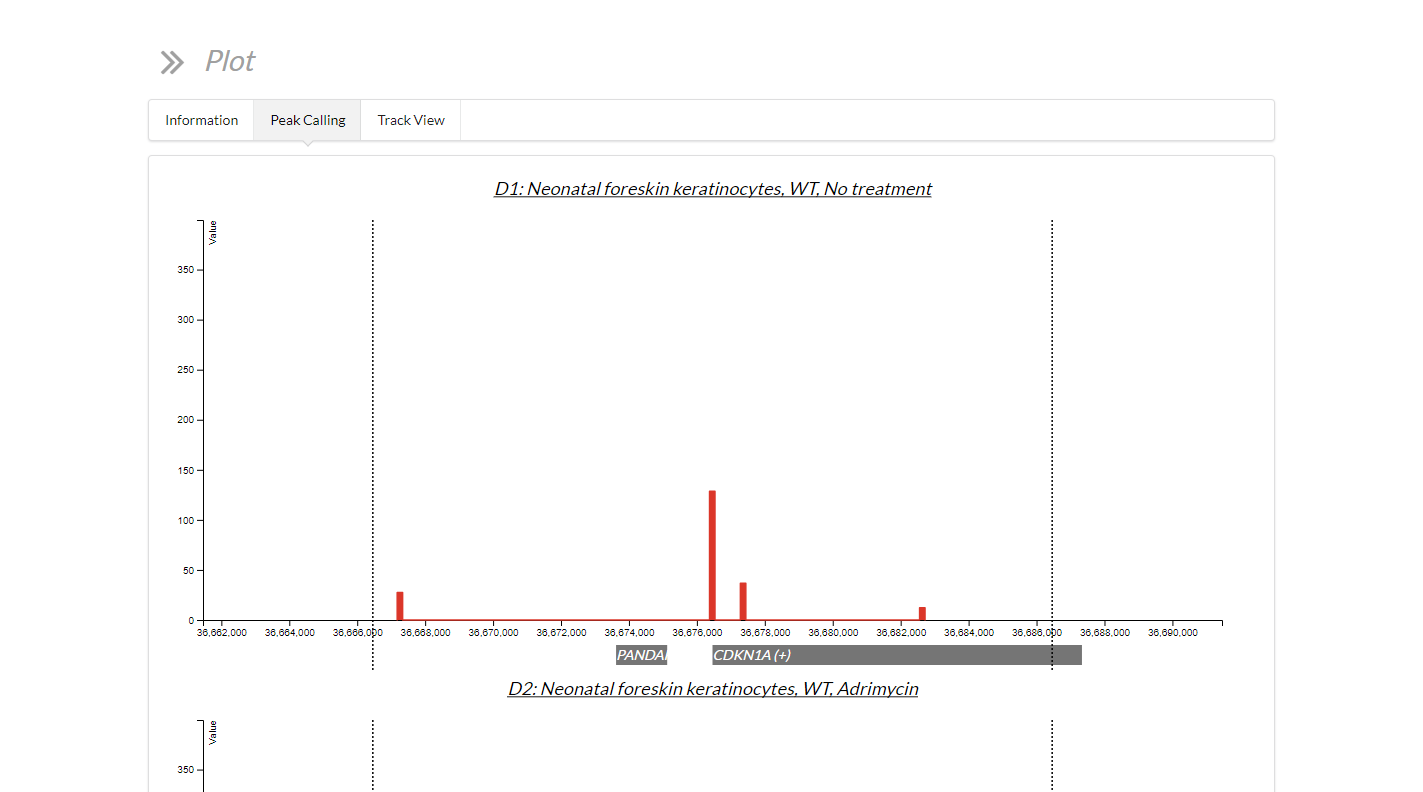 Plot
Information Peak Calling Track View
D1: Neonatal foreskin keratinocytes, WT, No treatment
Value
350
300
250
200
150
100
50
0
36,662,000 36,664,000 36,666,000 36,668,000 36,670,000 36,672,000 36,674,000 36,676,000 36,678,000 36,680,000 36,682,000 36,684,000 36,686,000 36,688,000 36,690,000
PANDA CDKN1A (+)
D2: Neonatal foreskin keratinocytes, WT, Adrimycin
Value
350